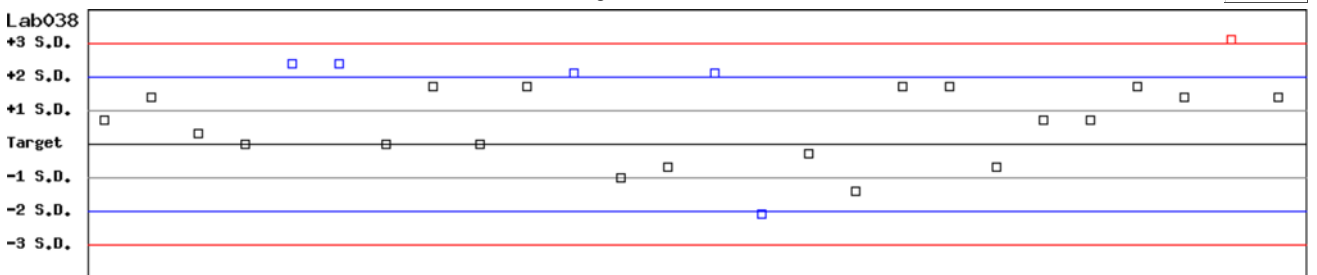 Lab038
+3 S.D.
+2 S.D.
+1 S.D.
Target
-1 S.D.
-2 S.D.
-3 S.D.